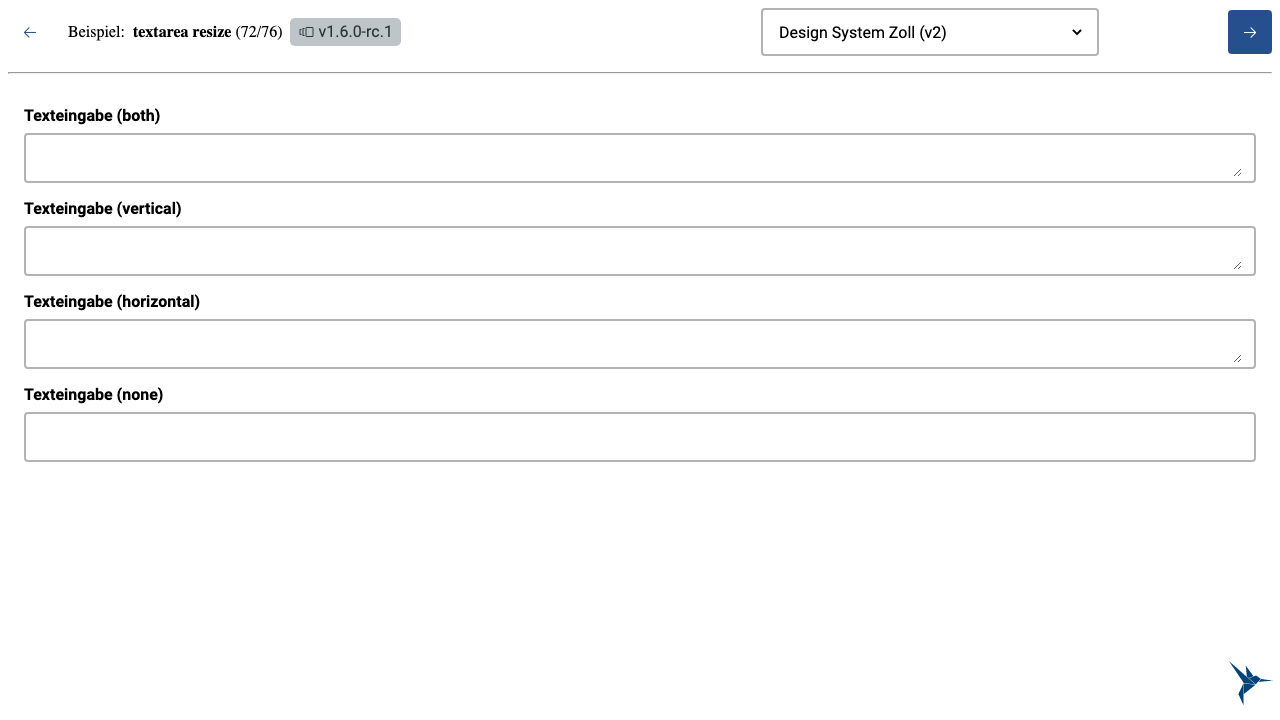 Beispiel: textarea resize (72/76) v1.6.0-rc.1 Design System Zoll (v2)
Texteingabe (both)
Texteingabe (vertical)
Texteingabe (horizontal)
Texteingabe (none)